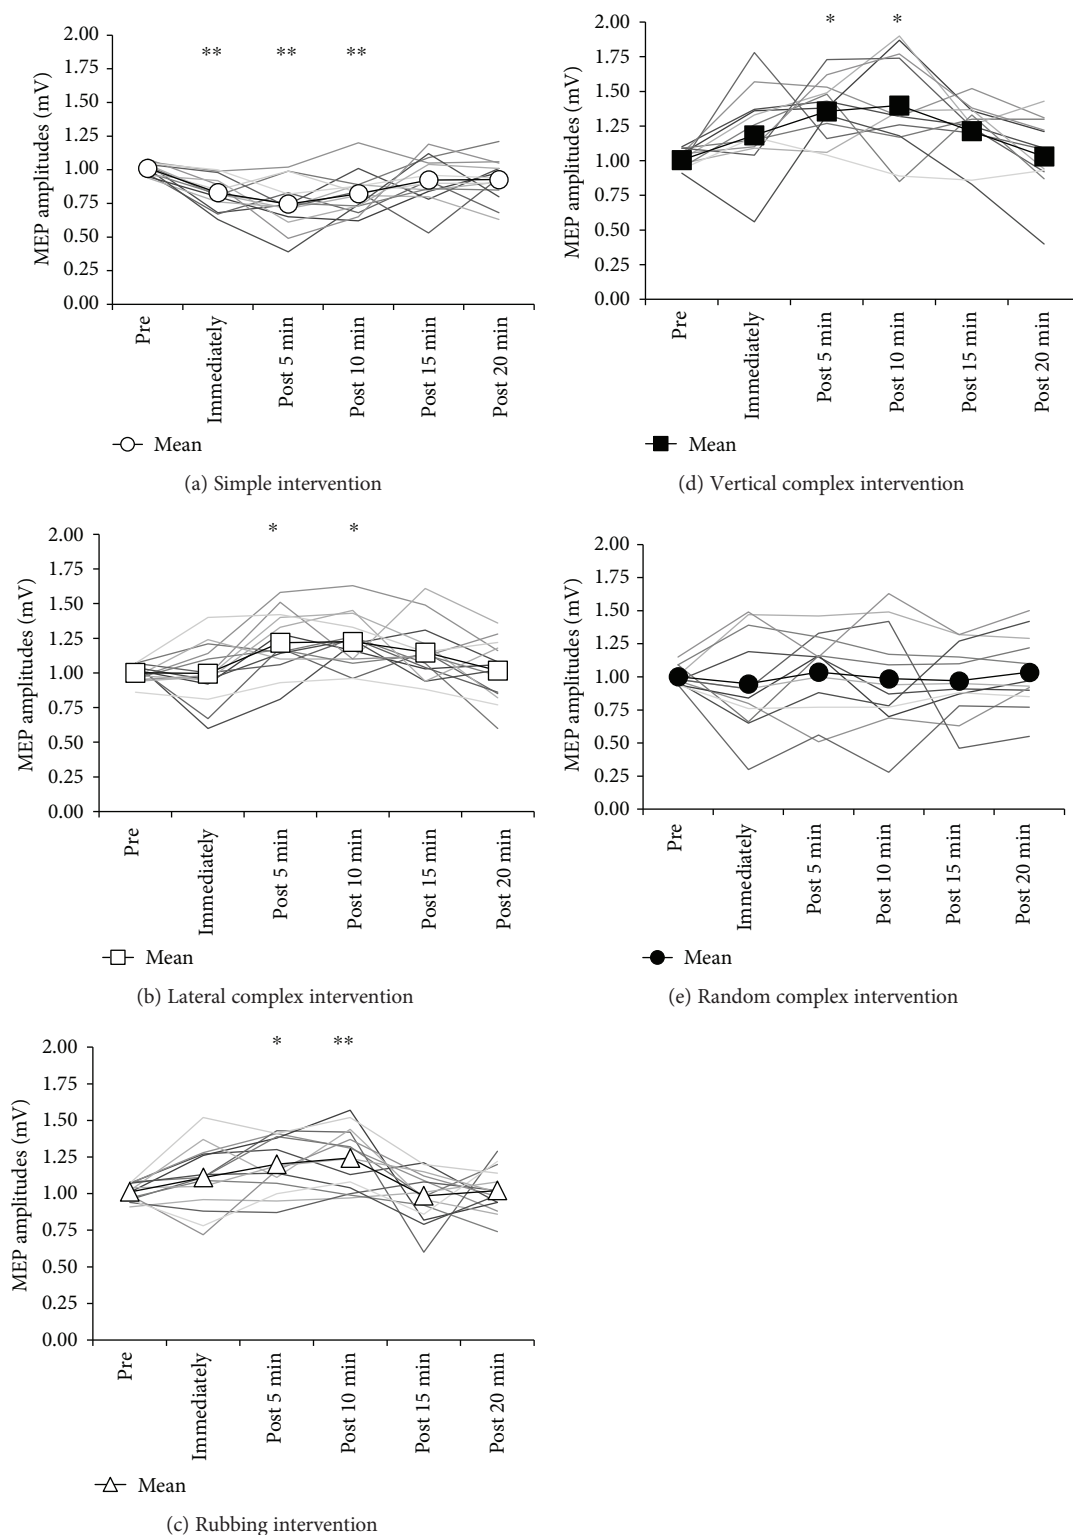 ** ** **
MEP amplitudes (mV)
2.00
1.75
1.50
1.25
1.00
0.75
0.50
0.25
0.00
Pre
Immediately
Post 5 min
Post 10 min
Post 15 min
Post 20 min
Mean
(a) Simple intervention
* *
MEP amplitudes (mV)
2.00
1.75
1.50
1.25
1.00
0.75
0.50
0.25
0.00
Pre
Immediately
Post 5 min
Post 10 min
Post 15 min
Post 20 min
Mean
(d) Vertical complex intervention
* *
MEP amplitudes (mV)
2.00
1.75
1.50
1.25
1.00
0.75
0.50
0.25
0.00
Pre
Immediately
Post 5 min
Post 10 min
Post 15 min
Post 20 min
Mean
(b) Lateral complex intervention
MEP amplitudes (mV)
2.00
1.75
1.50
1.25
1.00
0.75
0.50
0.25
0.00
Pre
Immediately
Post 5 min
Post 10 min
Post 15 min
Post 20 min
Mean
(e) Random complex intervention
* **
MEP amplitudes (mV)
2.00
1.75
1.50
1.25
1.00
0.75
0.50
0.25
0.00
Pre
Immediately
Post 5 min
Post 10 min
Post 15 min
Post 20 min
Mean
(c) Rubbing intervention